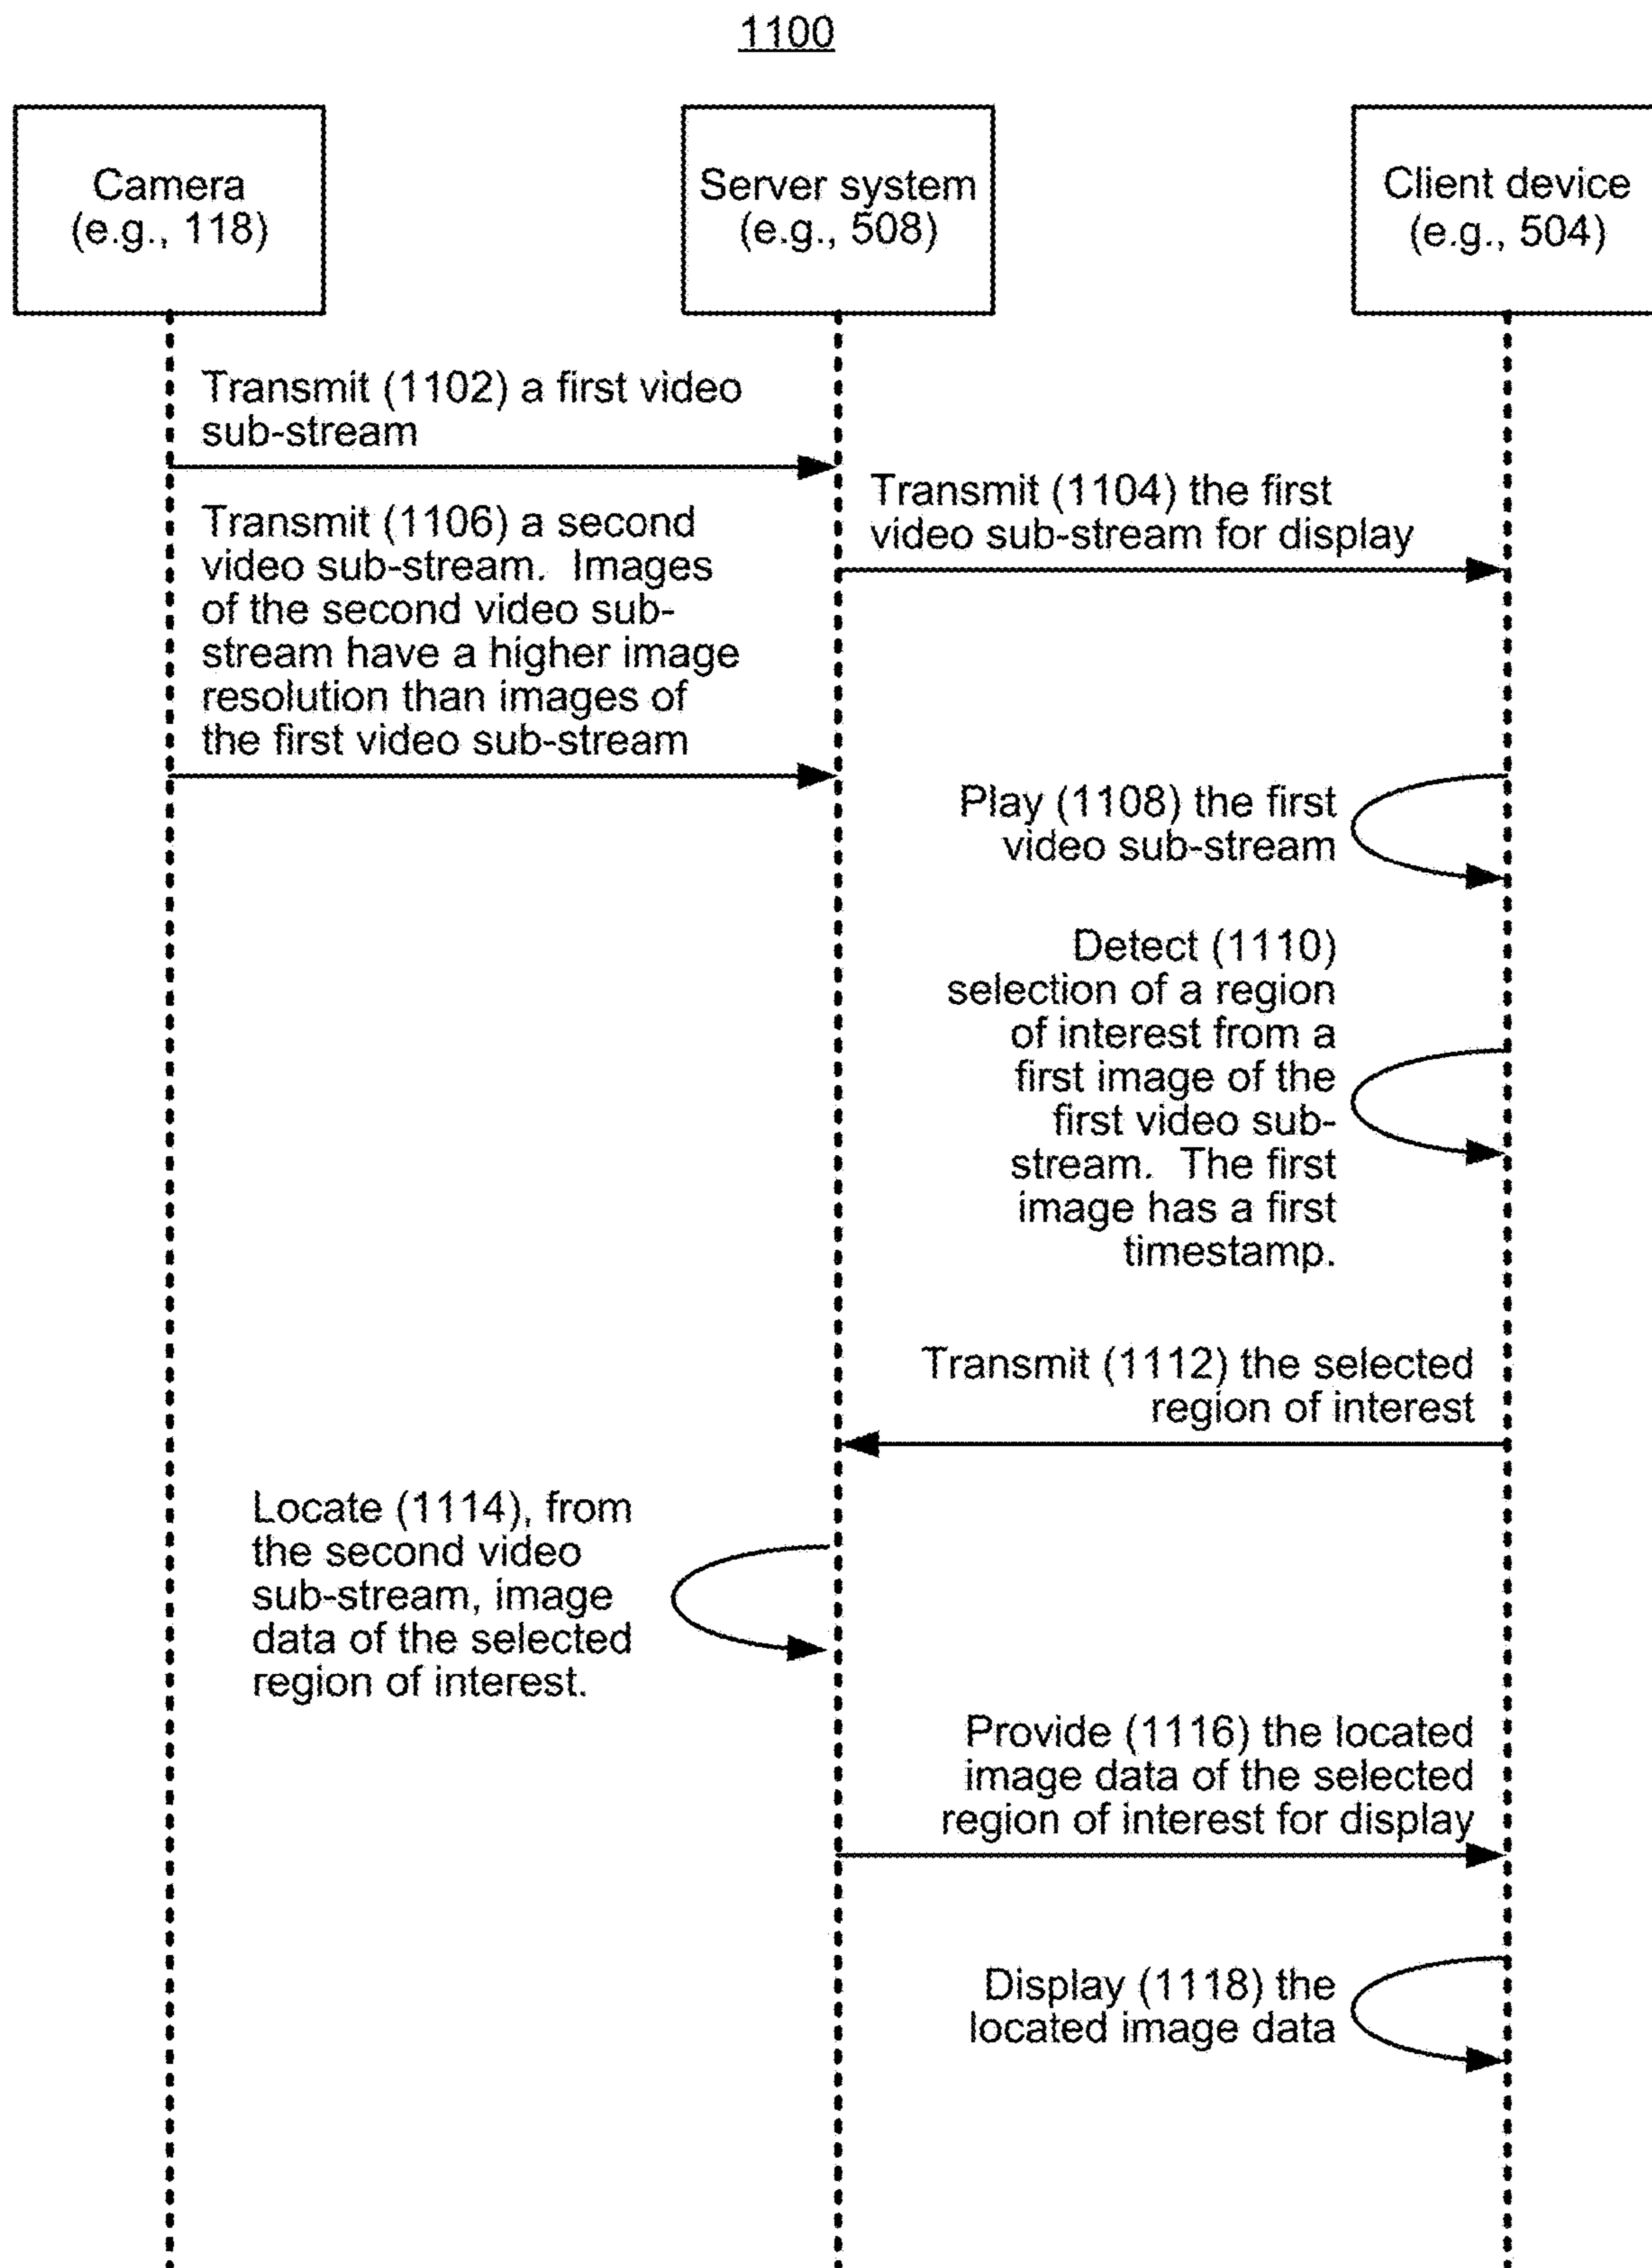 1100
Camera
(e.g., 118)
Server system
(e.g., 508)
Client device
(e.g., 504)
Transmit (1102) a first video
sub-stream
Transmit (1104) the first
video sub-stream for display
Transmit (1106) a second
video sub-stream. Images
of the second video sub-
stream have a higher image
resolution than images of
the first video sub-stream
Play (1108) the first
video sub-stream
Detect (1110)
selection of a region
of interest from a
first image of the
first video sub-
stream. The first
image has a first
timestamp.
Transmit (1112) the selected
region of interest
Locate (1114), from
the second video
sub-stream, image
data of the selected
region of interest.
Provide (1116) the located
image data of the selected
region of interest for display
Display (1118) the
located image data